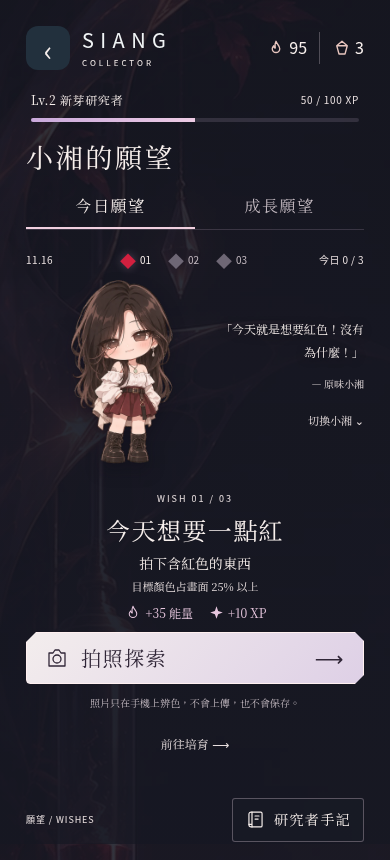 ‹ SIANG 95 3
COLLECTOR
Lv.2 新芽研究者 50 / 100 XP
小湘的願望
今日願望 成長願望
11.16 01 02 03 今日 0 / 3
「今天就是想要紅色！沒有
為什麼！」
— 原味小湘
切換小湘 ⌄
WISH 01 / 03
今天想要一點紅
拍下含紅色的東西
目標顏色占畫面 25% 以上
+35 能量 +10 XP
拍照探索 ⟶
照片只在手機上辨色，不會上傳，也不會保存。
前往培育 ⟶
願望 / WISHES 研究者手記